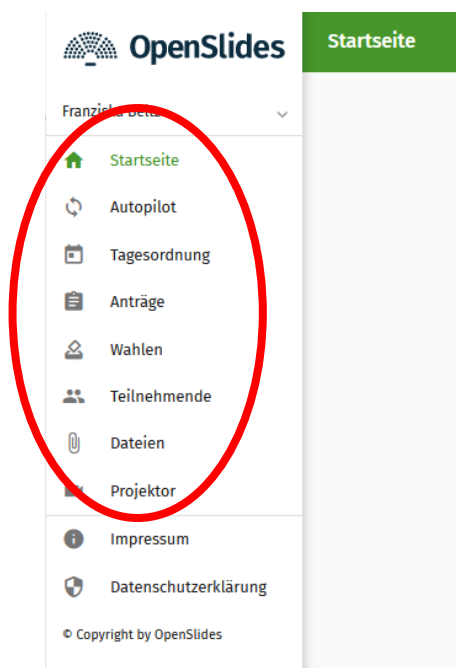 OpenSlides
Startseite
Startseite
Autopilot
Tagesordnung
Anträge
Wahlen
Teilnehmende
Dateien
Projektor
Impressum
Datenschutzerklärung
© Copyright by OpenSlides